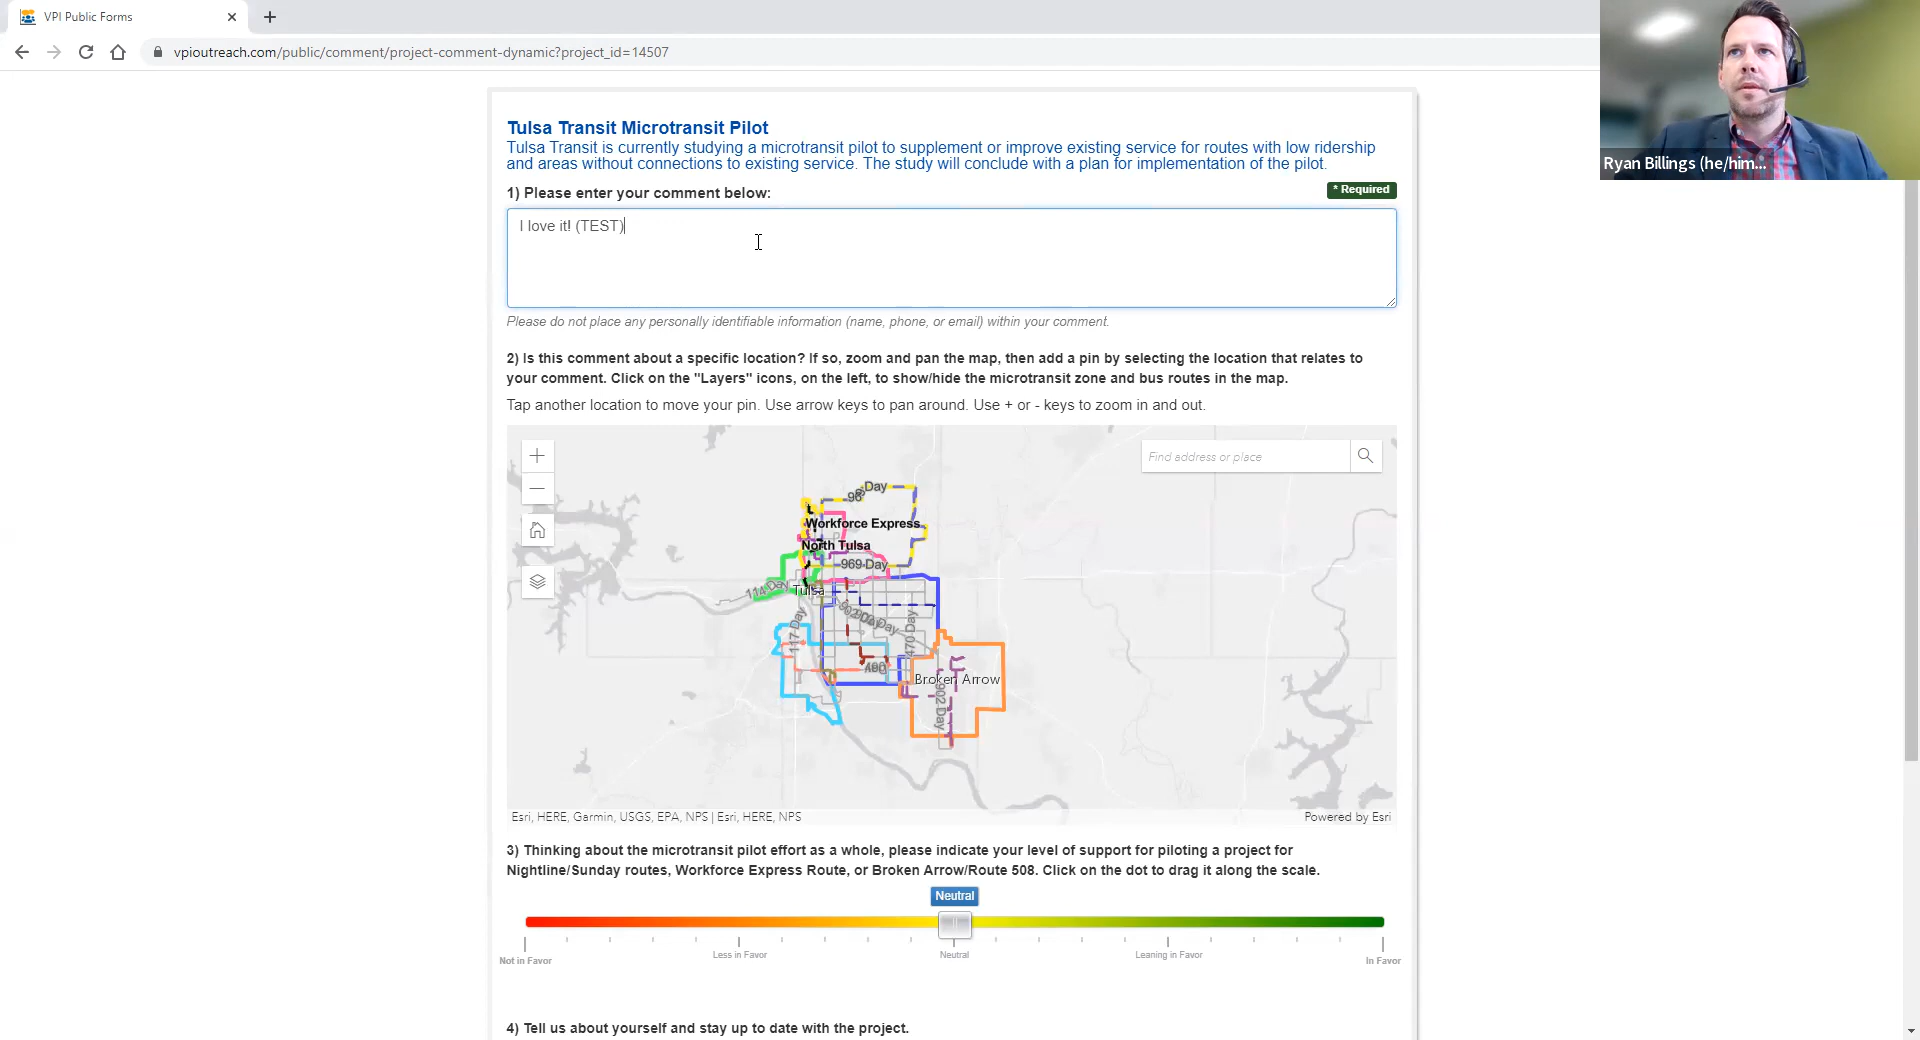 VPI Public Forms
vpioutreach.com/public/comment/project-comment-dynamic?project_id=14507
Ryan Billings (he/him...
Tulsa Transit Microtransit Pilot
Tulsa Transit is currently studying a microtransit pilot to supplement or improve existing service for routes with low ridership
and areas without connections to existing service. The study will conclude with a plan for implementation of the pilot.
1) Please enter your comment below:
* Required
I love it! (TEST)
Please do not place any personally identifiable information (name, phone, or email) within your comment.
2) Is this comment about a specific location? If so, zoom and pan the map, then add a pin by selecting the location that relates to
your comment. Click on the "Layers" icons, on the left, to show/hide the microtransit zone and bus routes in the map.
Tap another location to move your pin. Use arrow keys to pan around. Use + or - keys to zoom in and out.
Find address or place
Day
Workforce Express
North Tulsa
969 Day
114 Day
Tulsa
117 Day
470 Day
490
Broken Arrow
902 Day
Esri, HERE, Garmin, USGS, EPA, NPS | Esri, HERE, NPS
Powered by Esri
3) Thinking about the microtransit pilot effort as a whole, please indicate your level of support for piloting a project for
Nightline/Sunday routes, Workforce Express Route, or Broken Arrow/Route 508. Click on the dot to drag it along the scale.
Neutral
Not in Favor
Less in Favor
Neutral
Leaning in Favor
In Favor
4) Tell us about yourself and stay up to date with the project.